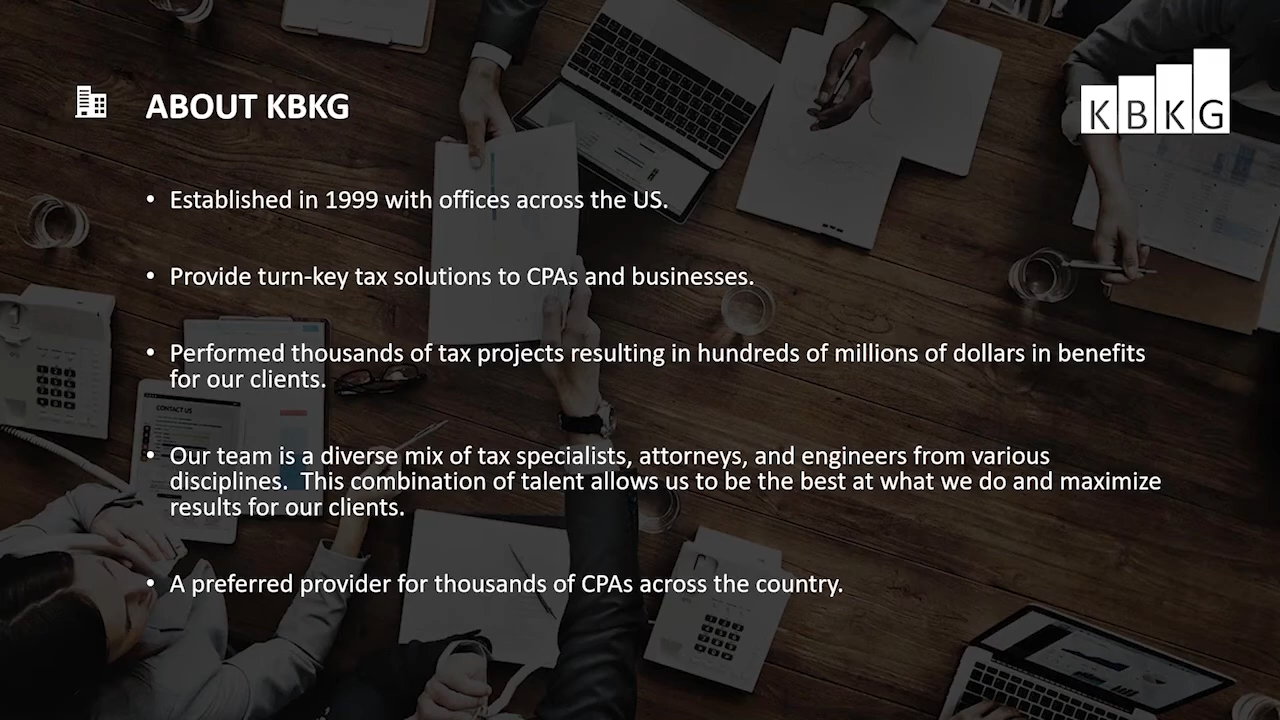 ABOUT KBKG
K B K G
• Established in 1999 with offices across the US.
• Provide turn-key tax solutions to CPAs and businesses.
• Performed thousands of tax projects resulting in hundreds of millions of dollars in benefits
for our clients.
CONTACT US
• Our team is a diverse mix of tax specialists, attorneys, and engineers from various
disciplines.  This combination of talent allows us to be the best at what we do and maximize
results for our clients.
• A preferred provider for thousands of CPAs across the country.